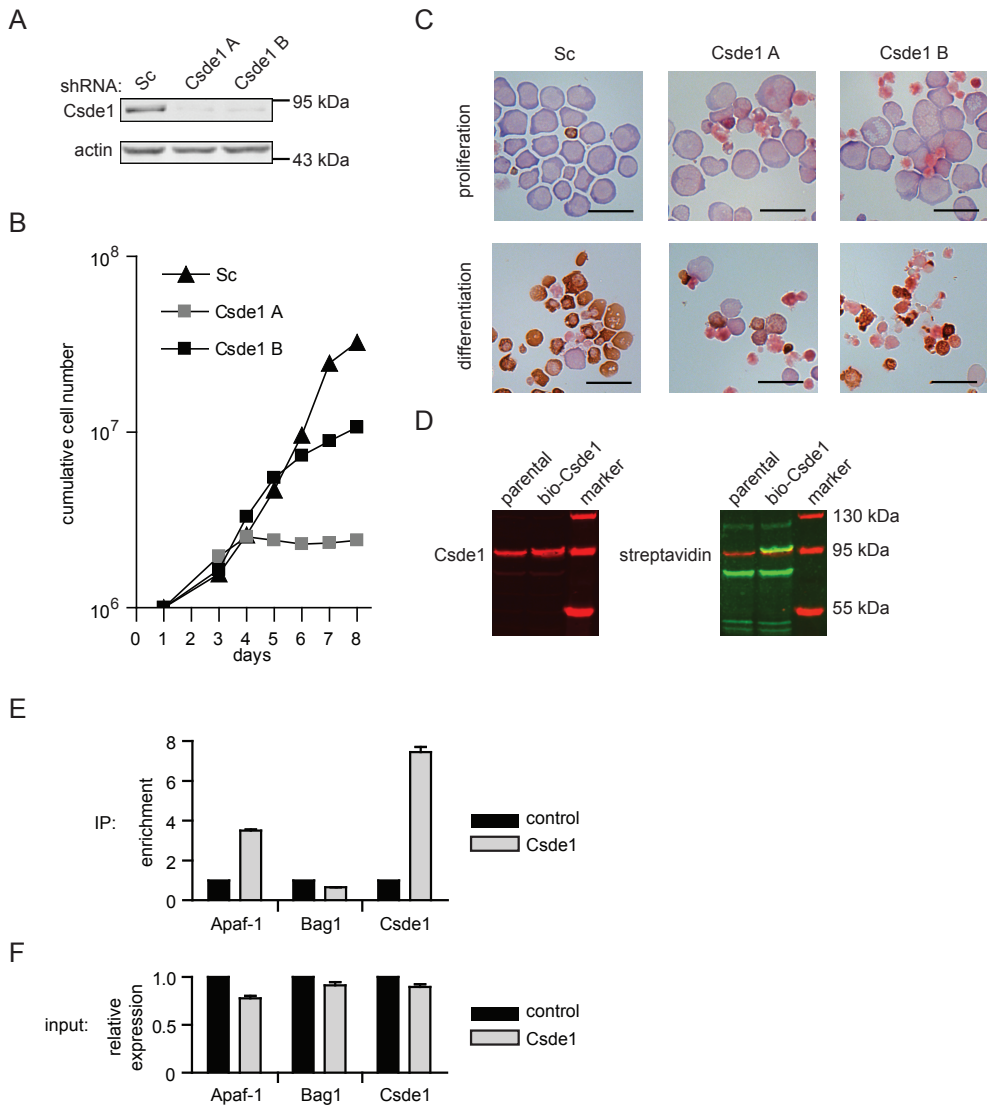 A
shRNA: Sc Csde1 A Csde1 B
Csde1
95 kDa
actin
43 kDa
B
cumulative cell number
10^8
10^7
10^6
Sc
Csde1 A
Csde1 B
0 1 2 3 4 5 6 7 8
days
C
Sc Csde1 A Csde1 B
proliferation
differentiation
D
parental bio-Csde1 marker
Csde1
parental bio-Csde1 marker
streptavidin
130 kDa
95 kDa
55 kDa
E
IP:
enrichment
8
6
4
2
0
Apaf-1 Bag1 Csde1
control
Csde1
F
input:
relative
expression
1.0
0.5
0
Apaf-1 Bag1 Csde1
control
Csde1